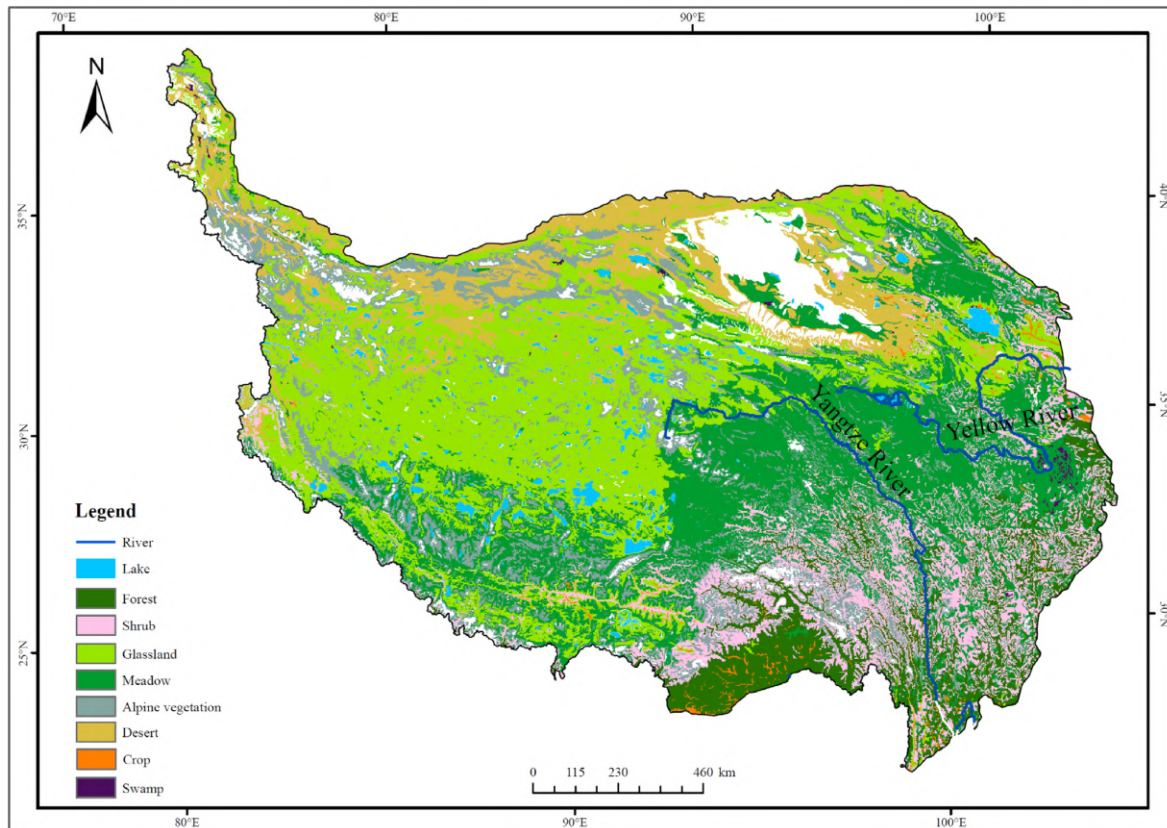 70°E
80°E
90°E
100°E
N
35°N
40°N
30°N
35°N
25°N
30°N
Yangtze River
Yellow River
Legend
River
Lake
Forest
Shrub
Glassland
Meadow
Alpine vegetation
Desert
Crop
Swamp
0 115 230 460 km
80°E
90°E
100°E